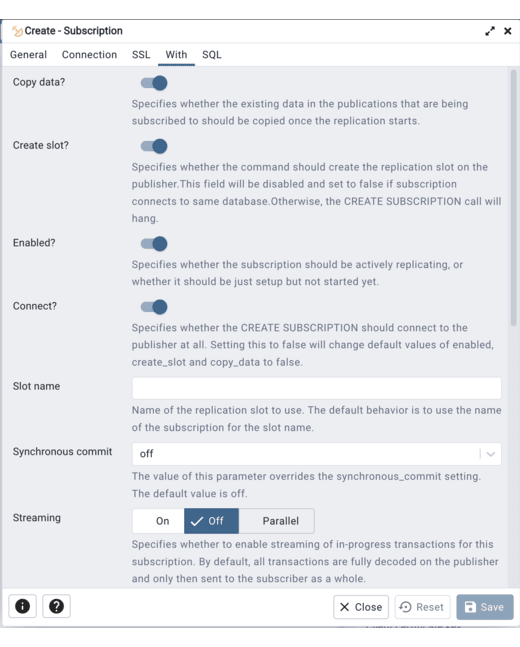 Create - Subscription
General Connection SSL With SQL
Copy data?
Specifies whether the existing data in the publications that are being
subscribed to should be copied once the replication starts.
Create slot?
Specifies whether the command should create the replication slot on the
publisher.This field will be disabled and set to false if subscription
connects to same database.Otherwise, the CREATE SUBSCRIPTION call will
hang.
Enabled?
Specifies whether the subscription should be actively replicating, or
whether it should be just setup but not started yet.
Connect?
Specifies whether the CREATE SUBSCRIPTION should connect to the
publisher at all. Setting this to false will change default values of enabled,
create_slot and copy_data to false.
Slot name
Name of the replication slot to use. The default behavior is to use the name
of the subscription for the slot name.
Synchronous commit
off
The value of this parameter overrides the synchronous_commit setting.
The default value is off.
Streaming
On Off Parallel
Specifies whether to enable streaming of in-progress transactions for this
subscription. By default, all transactions are fully decoded on the publisher
and only then sent to the subscriber as a whole.
Close Reset Save